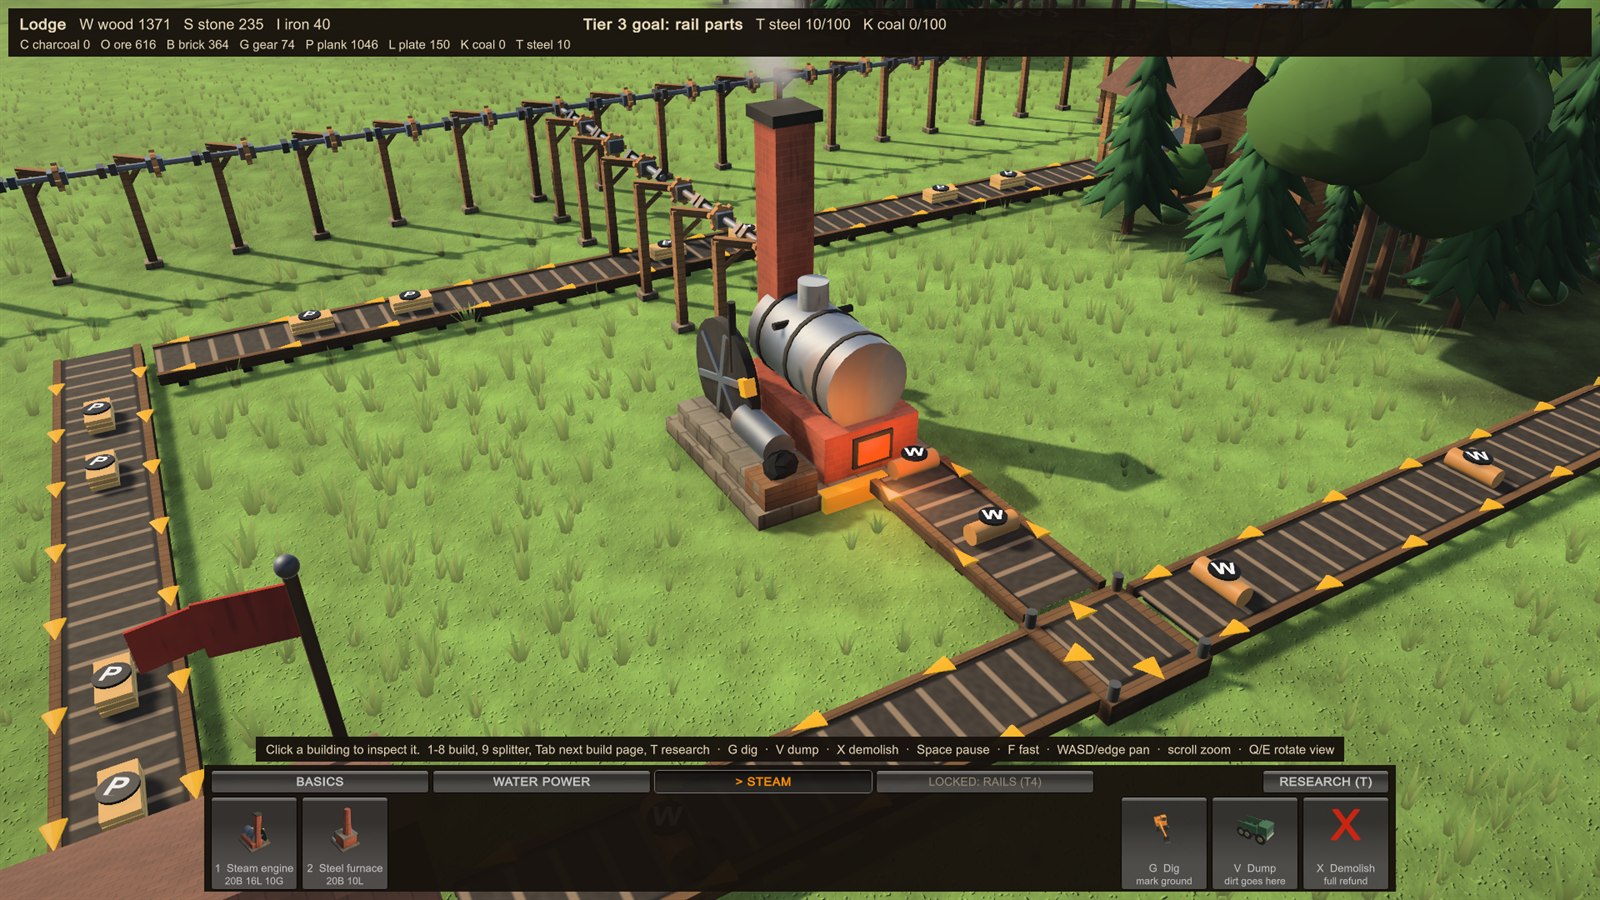 Lodge W wood 1371 S stone 235 I iron 40
Tier 3 goal: rail parts T steel 10/100 K coal 0/100
C charcoal 0 O ore 616 B brick 364 G gear 74 P plank 1046 L plate 150 K coal 0 T steel 10
P
P
P
P
P
P
W
W
W
W
P
P
Click a building to inspect it. 1-8 build, 9 splitter, Tab next build page, T research · G dig · V dump · X demolish · Space pause · F fast · WASD/edge pan · scroll zoom · Q/E rotate view
BASICS
WATER POWER
> STEAM
LOCKED: RAILS (T4)
RESEARCH (T)
W
1 Steam engine
20B 16L 10G
2 Steel furnace
20B 10L
G Dig
mark ground
V Dump
dirt goes here
X Demolish
full refund